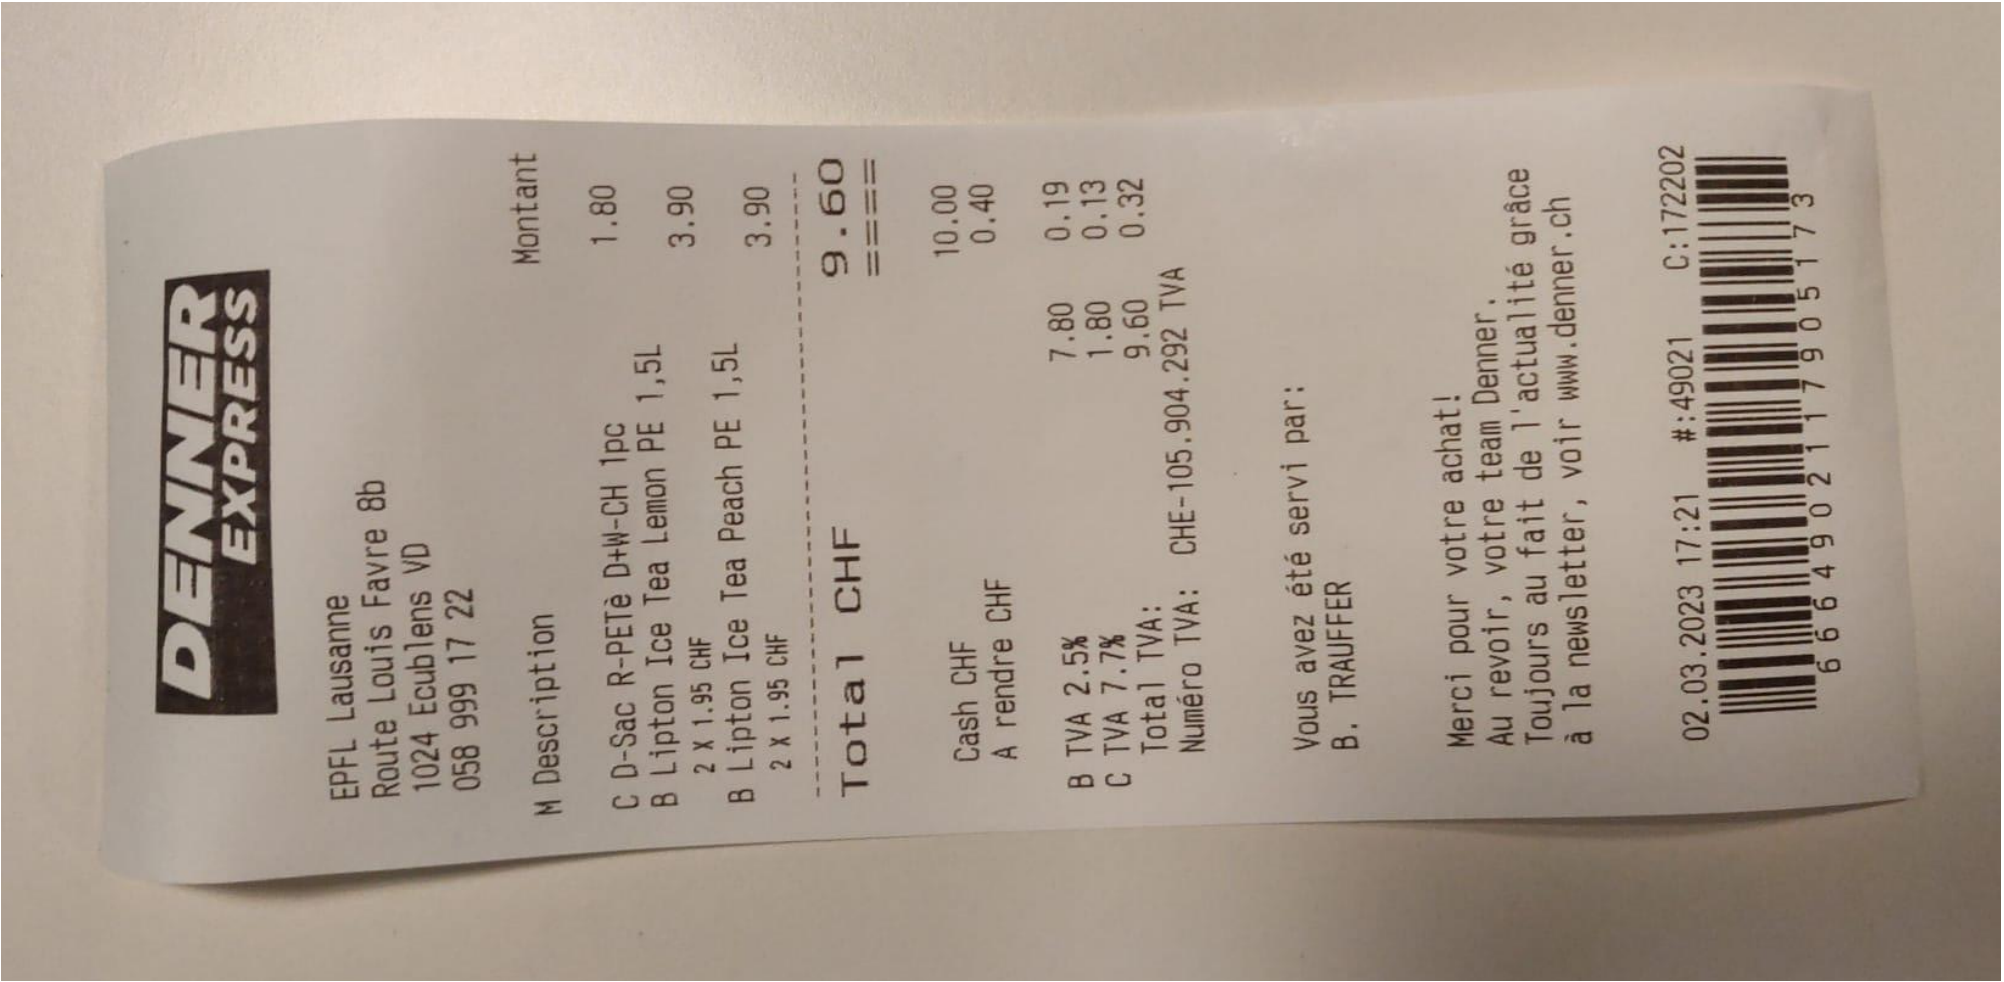 DENNER
EXPRESS
EPFL Lausanne
Route Louis Favre 8b
1024 Ecublens VD
058 999 17 22
M Description Montant
C D-Sac R-PETè D+W-CH 1pc 1.80
B Lipton Ice Tea Lemon PE 1,5L
2 X 1.95 CHF 3.90
B Lipton Ice Tea Peach PE 1,5L
2 X 1.95 CHF 3.90
Total CHF 9.60
=====
Cash CHF 10.00
A rendre CHF 0.40
B TVA 2.5% 7.80 0.19
C TVA 7.7% 1.80 0.13
Total TVA: 9.60 0.32
Numéro TVA: CHE-105.904.292 TVA
Vous avez été servi par:
B. TRAUFFER
Merci pour votre achat!
Au revoir, votre team Denner.
Toujours au fait de l'actualité grâce
à la newsletter, voir www.denner.ch
02.03.2023 17:21 #:49021 C:172202
6664902117905173